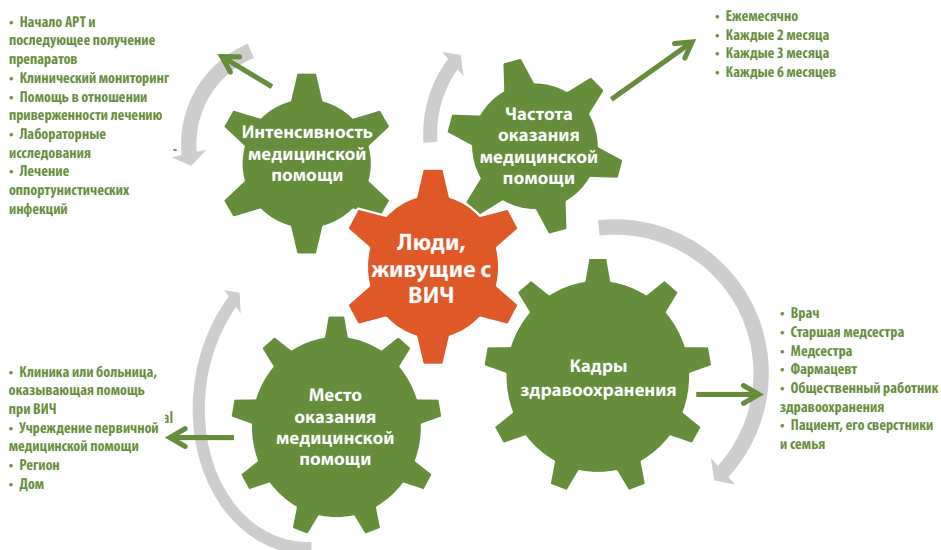 • Начало АРТ и
последующее получение
препаратов
• Клинический мониторинг
• Помощь в отношении
приверженности лечению
• Лабораторные
исследования
• Лечение
оппортунистических
инфекций
Интенсивность
медицинской
помощи
Частота
оказания
медицинской
помощи
• Ежемесячно
• Каждые 2 месяца
• Каждые 3 месяца
• Каждые 6 месяцев
Люди,
живущие с
ВИЧ
• Клиника или больница,
оказывающая помощь
при ВИЧ
al
• Учреждение первичной
медицинской помощи
• Регион
• Дом
Место
оказания
медицинской
помощи
Кадры
здравоохранения
• Врач
• Старшая медсестра
• Медсестра
• Фармацевт
• Общественный работник
здравоохранения
• Пациент, его сверстники
и семья